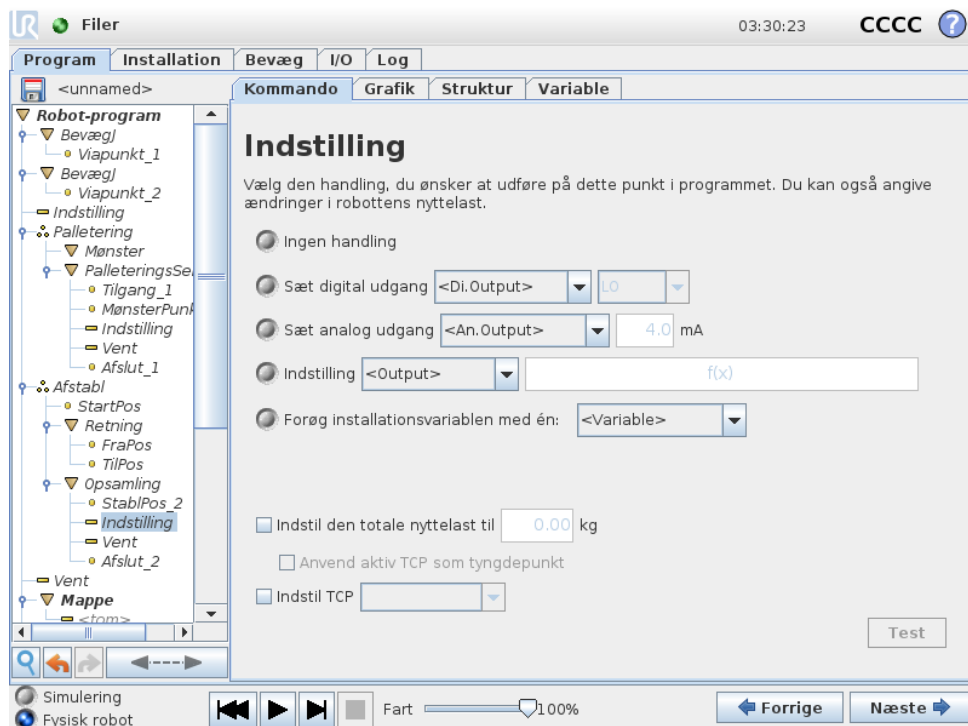 UR Filer 03:30:23 CCCC ?
Program Installation Bevæg I/O Log
<unnamed>
Kommando Grafik Struktur Variable
Robot-program
BevægJ
Viapunkt_1
BevægJ
Viapunkt_2
Indstilling
Palletering
Mønster
PalleteringsSe
Tilgang_1
MønsterPunk
Indstilling
Vent
Afslut_1
Afstabl
StartPos
Retning
FraPos
TilPos
Opsamling
StablPos_2
Indstilling
Vent
Afslut_2
Vent
Mappe
<tom>
Indstilling
Vælg den handling, du ønsker at udføre på dette punkt i programmet. Du kan også angive
ændringer i robottens nyttelast.
Ingen handling
Sæt digital udgang <Di.Output> LO
Sæt analog udgang <An.Output> 4.0 mA
Indstilling <Output> f(x)
Forøg installationsvariablen med én: <Variable>
Indstil den totale nyttelast til 0.00 kg
Anvend aktiv TCP som tyngdepunkt
Indstil TCP
Test
Simulering
Fysisk robot
Fart 100%
Forrige Næste